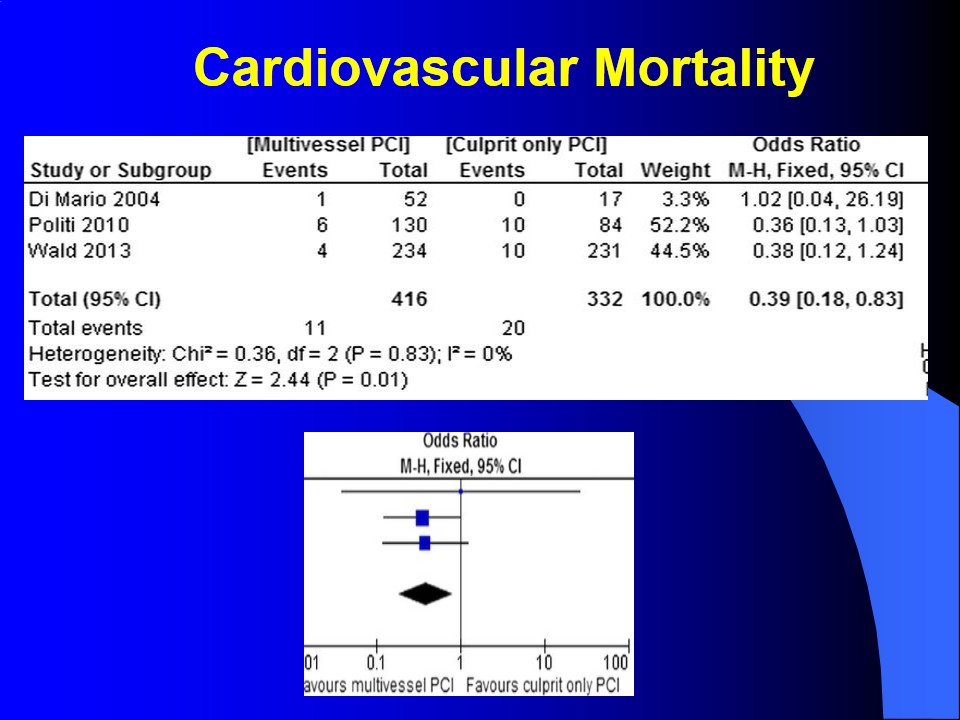 Cardiovascular Mortality
[Multivessel PCI] [Culprit only PCI] Odds Ratio
Study or Subgroup Events Total Events Total Weight M-H, Fixed, 95% CI
Di Mario 2004 1 52 0 17 3.3% 1.02 [0.04, 26.19]
Politi 2010 6 130 10 84 52.2% 0.36 [0.13, 1.03]
Wald 2013 4 234 10 231 44.5% 0.38 [0.12, 1.24]
Total (95% CI) 416 332 100.0% 0.39 [0.18, 0.83]
Total events 11 20
Heterogeneity: Chi² = 0.36, df = 2 (P = 0.83); I² = 0%
Test for overall effect: Z = 2.44 (P = 0.01)
Odds Ratio
M-H, Fixed, 95% CI
01 0.1 1 10 100
avours multivessel PCI Favours culprit only PCI